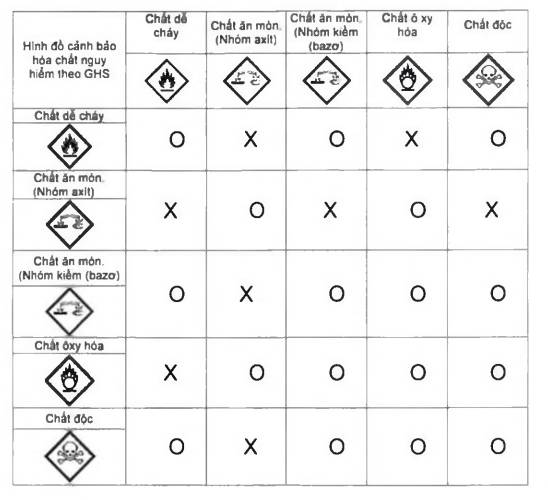 Hình đồ cảnh báo
hóa chất nguy
hiểm theo GHS
Chất dễ
cháy
Chất ăn mòn.
(Nhóm axit)
Chất ăn mòn,
(Nhóm kiềm
(bazơ)
Chất ô xy
hóa
Chất độc
Chất dễ cháy
O X O X O
Chất ăn mòn.
(Nhóm axit)
X O X O X
Chất ăn mòn.
(Nhóm kiềm (bazơ)
O X O O O
Chất ôxy hóa
X O O O O
Chất độc
O X O O O